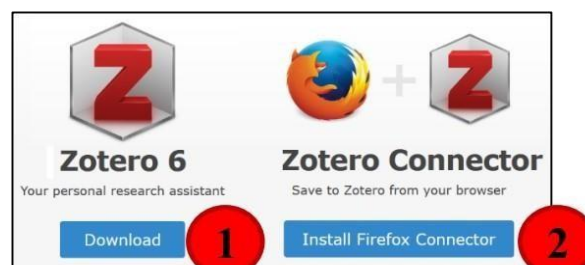 Z
+ Z
Zotero 6
Zotero Connector
Your personal research assistant
Save to Zotero from your browser
Download
1
Install Firefox Connector
2